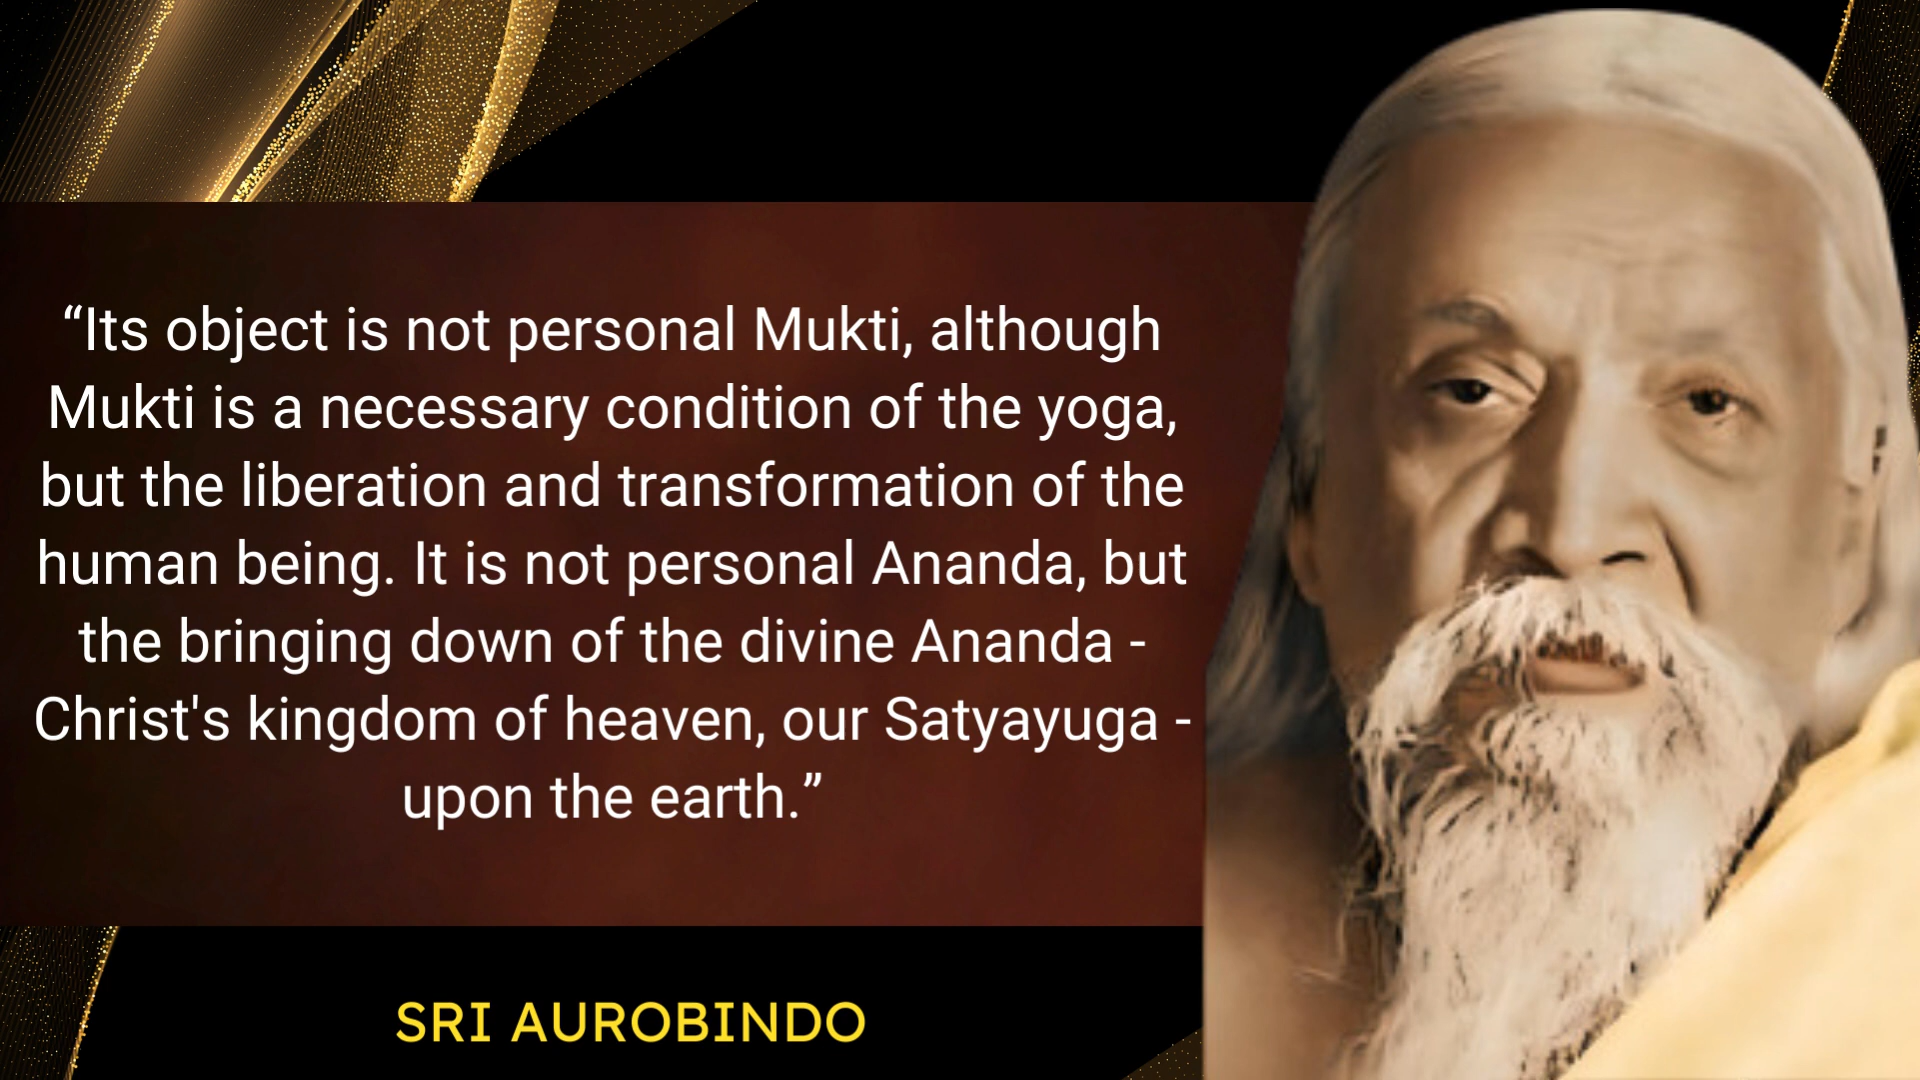 “Its object is not personal Mukti, although
Mukti is a necessary condition of the yoga,
but the liberation and transformation of the
human being. It is not personal Ananda, but
the bringing down of the divine Ananda -
Christ's kingdom of heaven, our Satyayuga -
upon the earth.”
SRI AUROBINDO